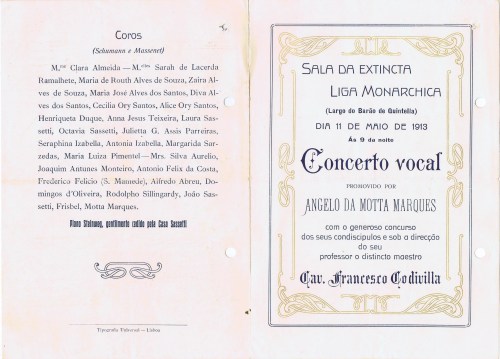 Coros
(Schumann e Massenet)
M.me Clara Almeida — M.elles Sarah de Lacerda
Ramalhete, Maria de Routh Alves de Souza, Zaira Al-
ves de Souza, Maria José Alves dos Santos, Diva Al-
ves dos Santos, Cecilia Ory Santos, Alice Ory Santos,
Henriqueta Duque, Anna Jesus Teixeira, Laura Sas-
setti, Octavia Sassetti, Julietta G. Assis Parreiras,
Seraphina Izabella, Antonia Izabella, Margarida Sar-
zedas, Maria Luiza Pimentel — Mrs. Silva Aurelio,
Joaquim Antunes Monteiro, Antonio Felix da Costa,
Frederico Felicio (S. Mamede), Alfredo Abreu, Do-
mingos d'Oliveira, Rodolpho Sillingardy, João Sas-
setti, Frisbel, Motta Marques.
Piano Steinweg, gentilmente cedido pela Casa Sassetti
Typografia Universal — Lisboa
SALA DA EXTINCTA
LIGA MONARCHICA
(Largo do Barão de Quintella)
DIA 11 DE MAIO DE 1913
Ás 9 da noite
Concerto vocal
PROMOVIDO POR
ANGELO DA MOTTA MARQUES
com o generoso concurso
dos seus condiscipulos e sob a direcção
do seu
professor o distincto maestro
Cav. Francesco Codivilla